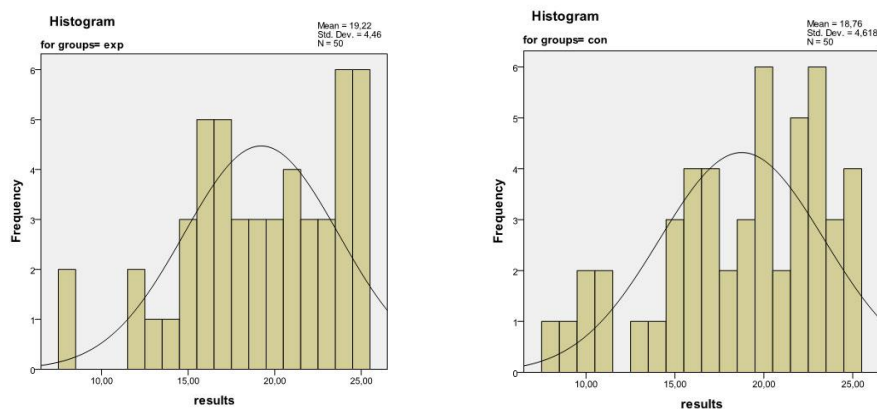 Histogram
for groups= exp
Mean = 19,22
Std. Dev. = 4,46
N = 50
Frequency
6
5
4
3
2
1
0
10,00 15,00 20,00 25,00
results
Histogram
for groups= con
Mean = 18,76
Std. Dev. = 4,618
N = 50
Frequency
6
5
4
3
2
1
0
10,00 15,00 20,00 25,00
results